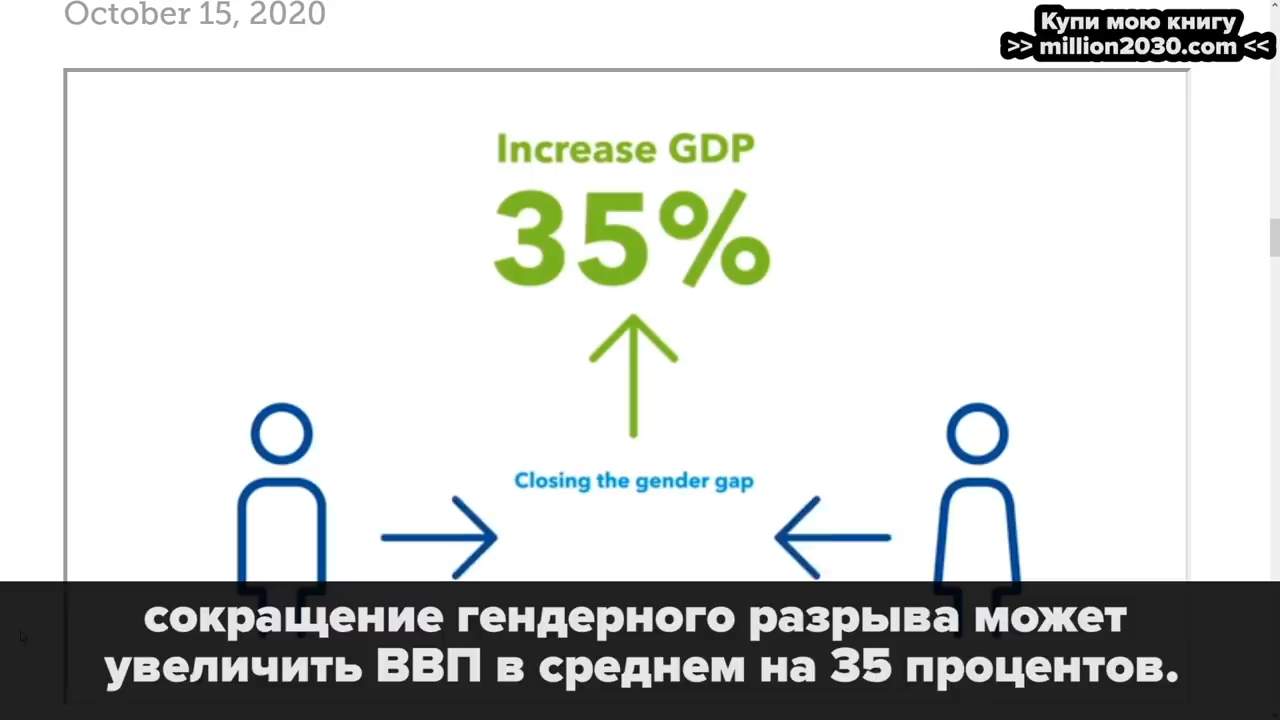 October 15, 2020
Купи мою книгу
>> million2030.com <<
Increase GDP
35%
Closing the gender gap
сокращение гендерного разрыва может
увеличить ВВП в среднем на 35 процентов.